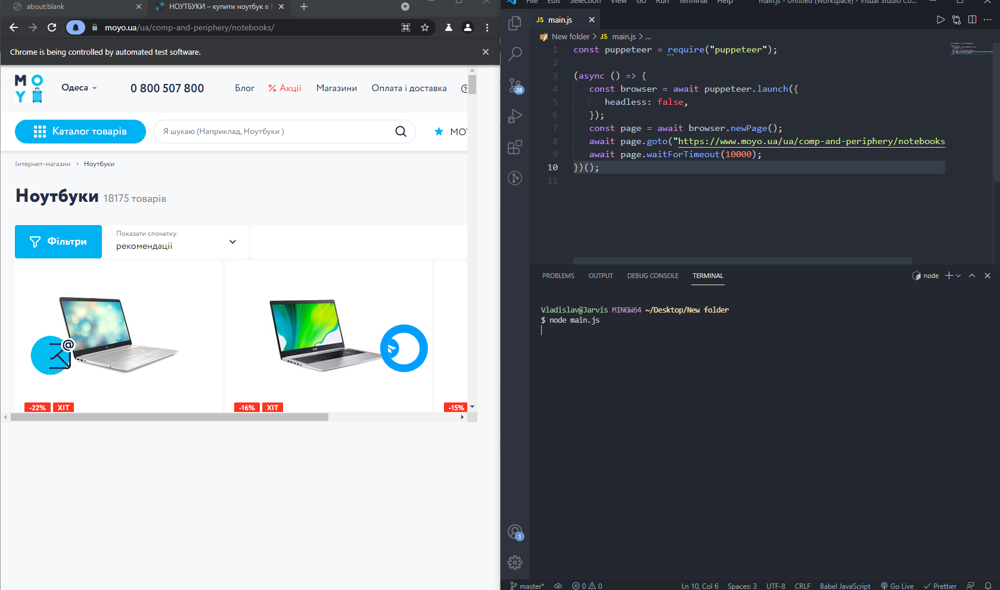 about:blank
НОУТБУКИ – купити ноутбук в
moyo.ua/ua/comp-and-periphery/notebooks/
Chrome is being controlled by automated test software.
MOYO
Одеса
0 800 507 800
Блог
% Акції
Магазини
Оплата і доставка
Каталог товарів
Я шукаю (Наприклад, Ноутбуки )
MOY
Інтернет-магазин > Ноутбуки
Ноутбуки 18175 товарів
Фільтри
Показати спочатку:
рекомендації
-22% ХІТ
-16% ХІТ
-15%
File Edit Selection View Go Run Terminal Help
main.js - Untitled (Workspace) - Visual Studio Co...
JS main.js
New folder > JS main.js > ...
1 const puppeteer = require("puppeteer");
2
3 (async () => {
4 const browser = await puppeteer.launch({
5 headless: false,
6 });
7 const page = await browser.newPage();
8 await page.goto("https://www.moyo.ua/ua/comp-and-periphery/notebooks
9 await page.waitForTimeout(10000);
10 })();
11
28
1
PROBLEMS OUTPUT DEBUG CONSOLE TERMINAL
node
Vladislav@Jarvis MINGW64 ~/Desktop/New folder
$ node main.js
master* 0 0 Ln 10, Col 6 Spaces: 3 UTF-8 CRLF Babel JavaScript Go Live Prettier